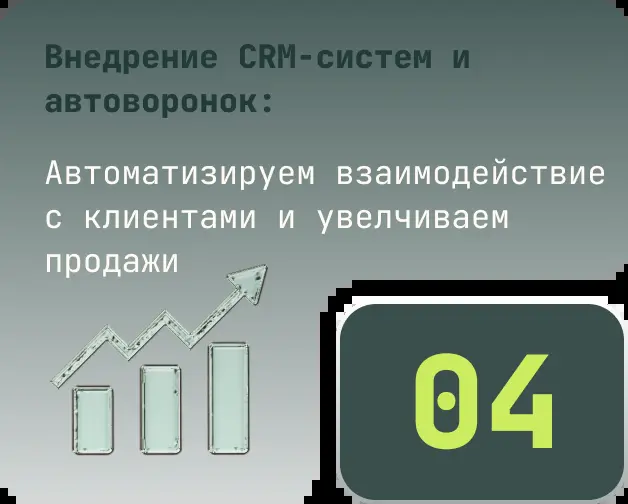 Внедрение CRM-систем и
автоворонок:
Автоматизируем взаимодействие
с клиентами и увелчиваем
продажи
04